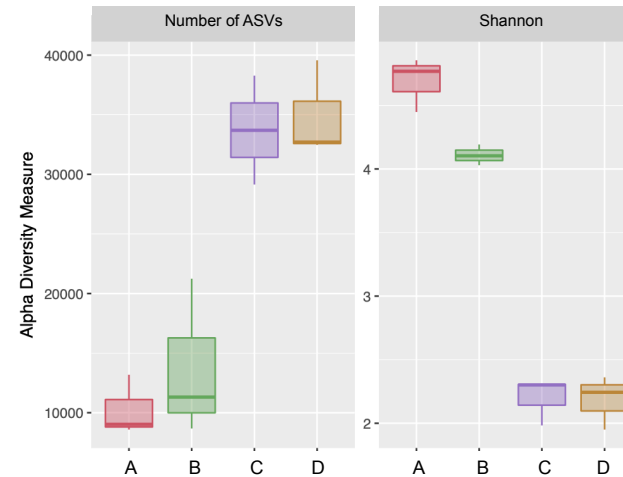 Number of ASVs
Shannon
Alpha Diversity Measure
40000
30000
20000
10000
4
3
2
A B C D
A B C D